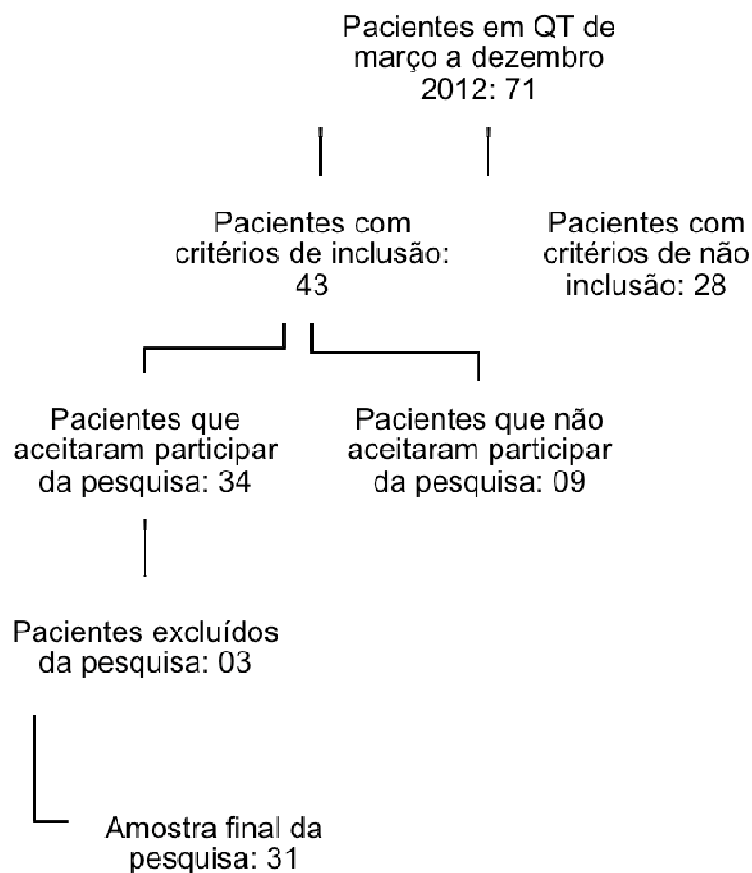 Pacientes em QT de
março a dezembro
2012: 71
Pacientes com
critérios de inclusão:
43
Pacientes com
critérios de não
inclusão: 28
Pacientes que
aceitaram participar
da pesquisa: 34
Pacientes que não
aceitaram participar
da pesquisa: 09
Pacientes excluídos
da pesquisa: 03
Amostra final da
pesquisa: 31